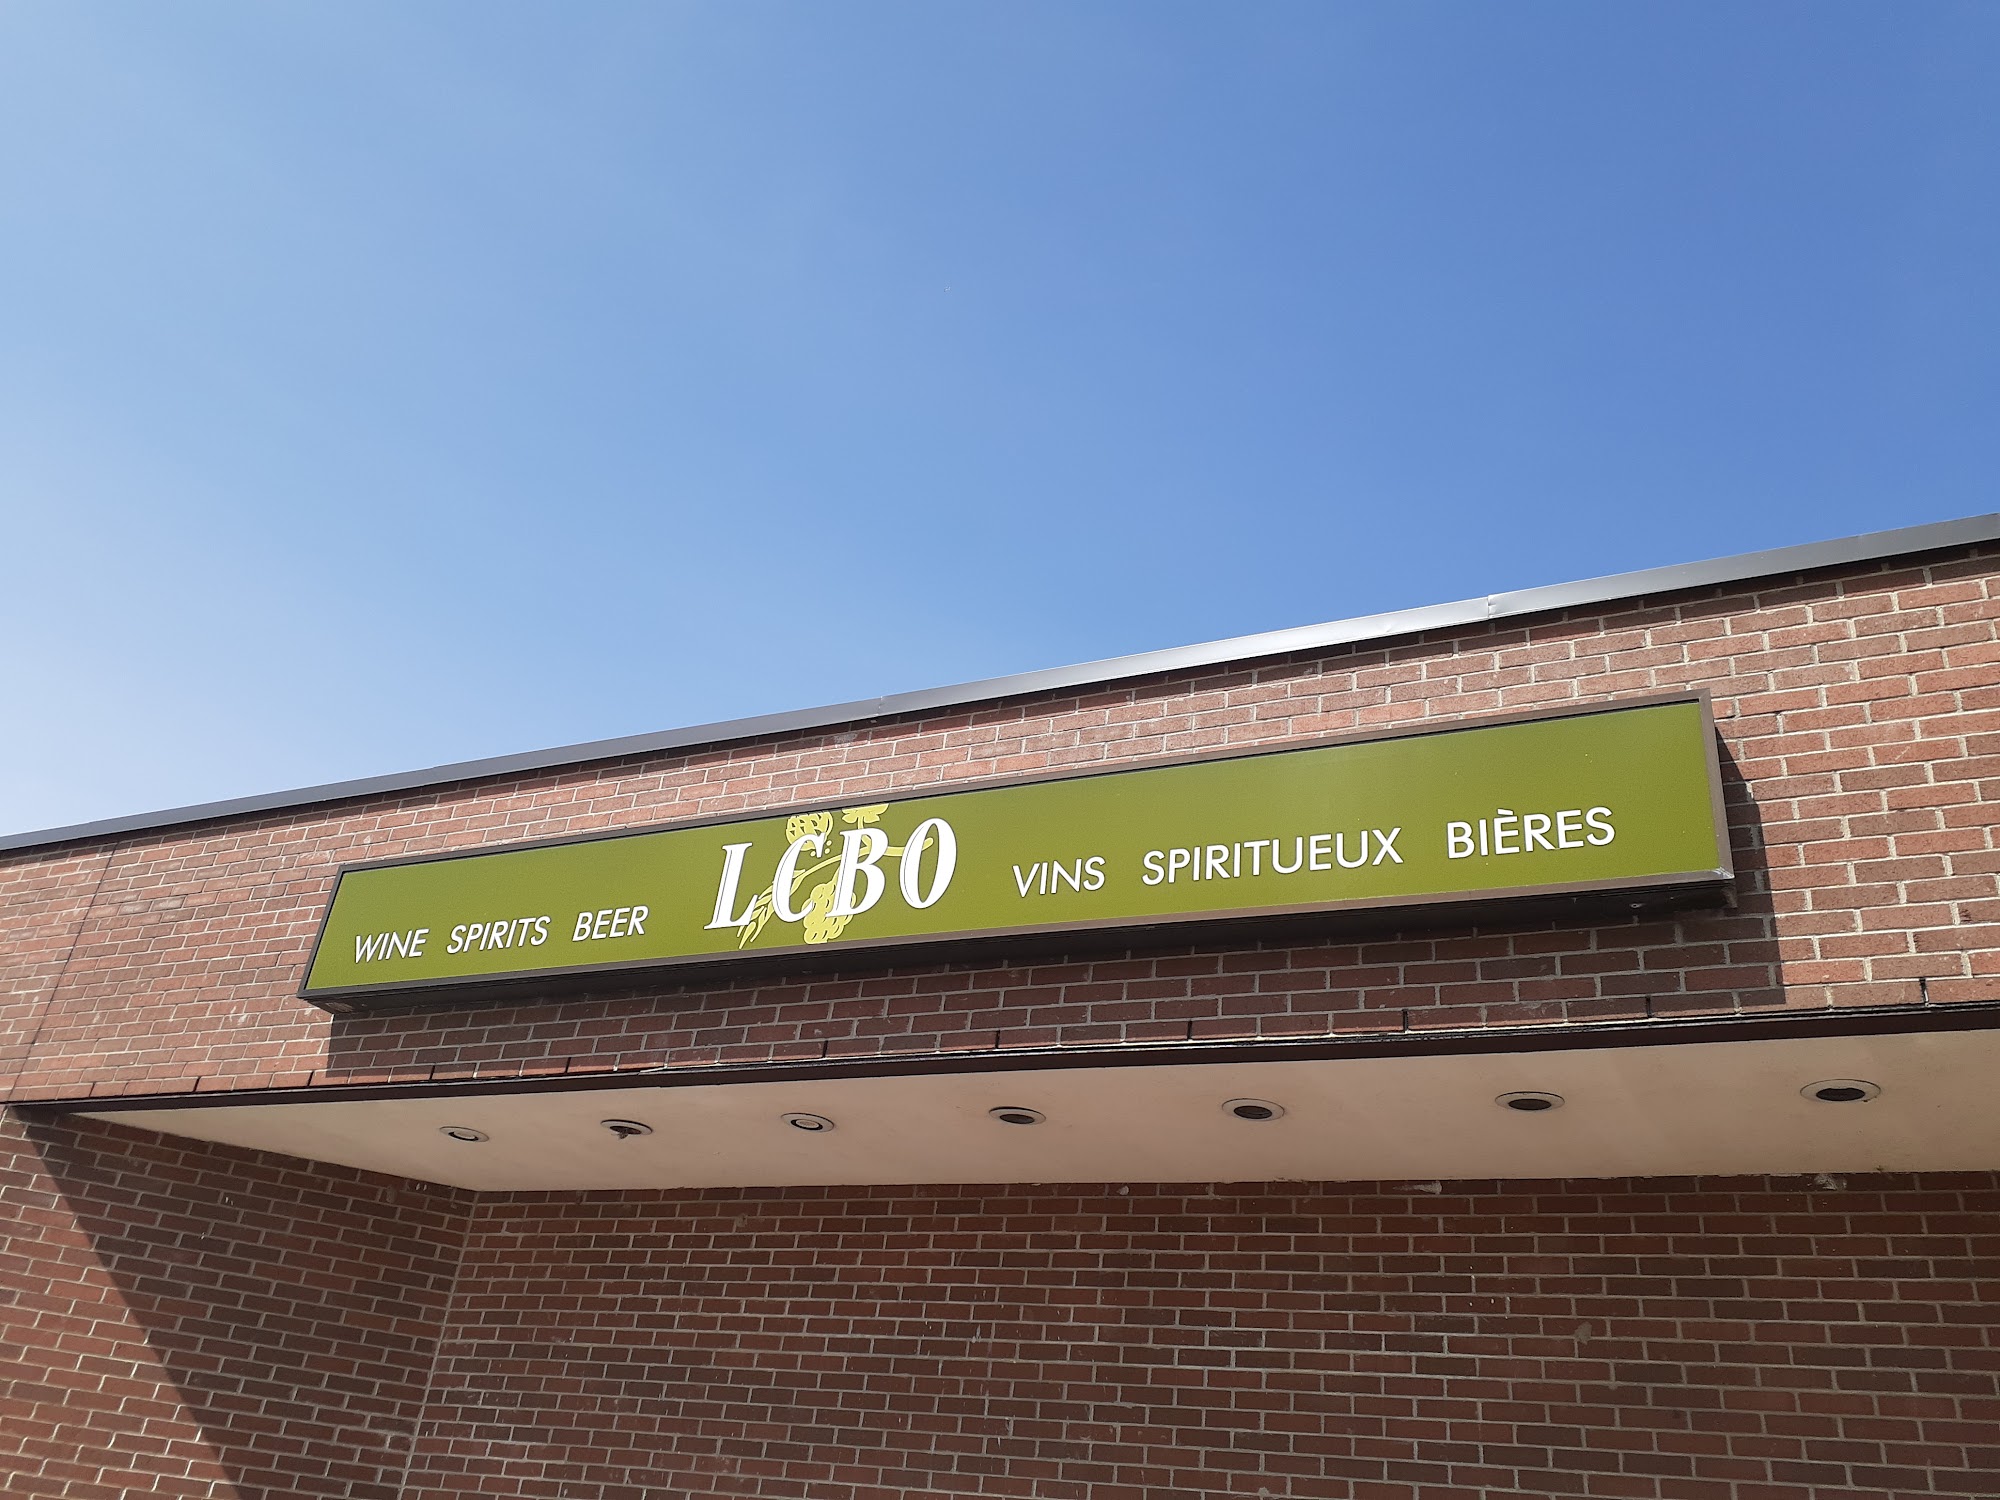 WINE SPIRITS BEER LCBO VINS SPIRITUEUX BIÈRES